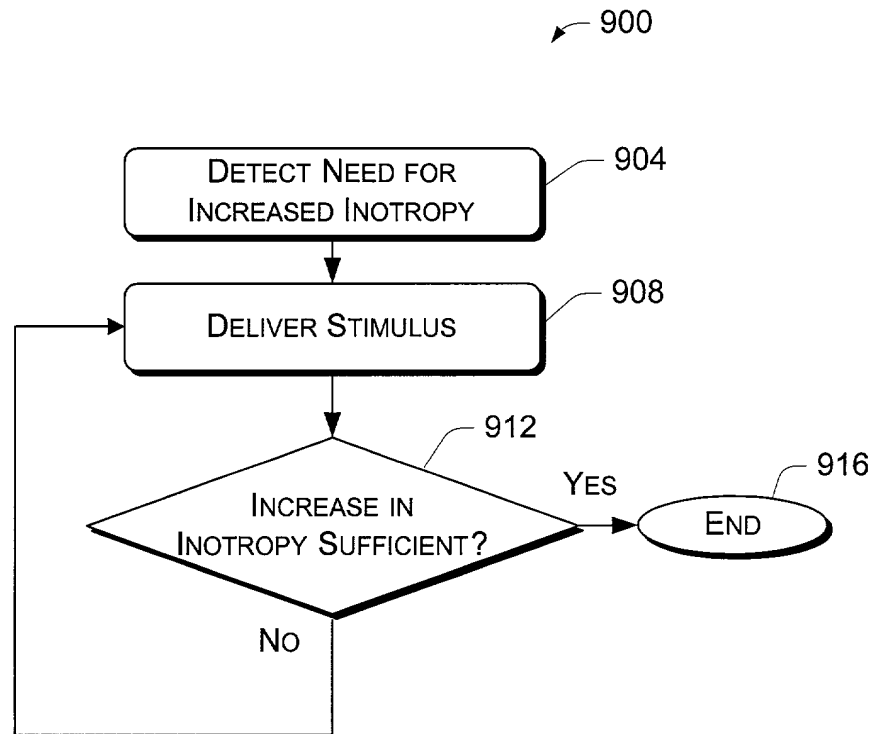 900
DETECT NEED FOR
INCREASED INOTROPY
904
DELIVER STIMULUS
908
912
INCREASE IN
INOTROPY SUFFICIENT?
YES
916
END
NO